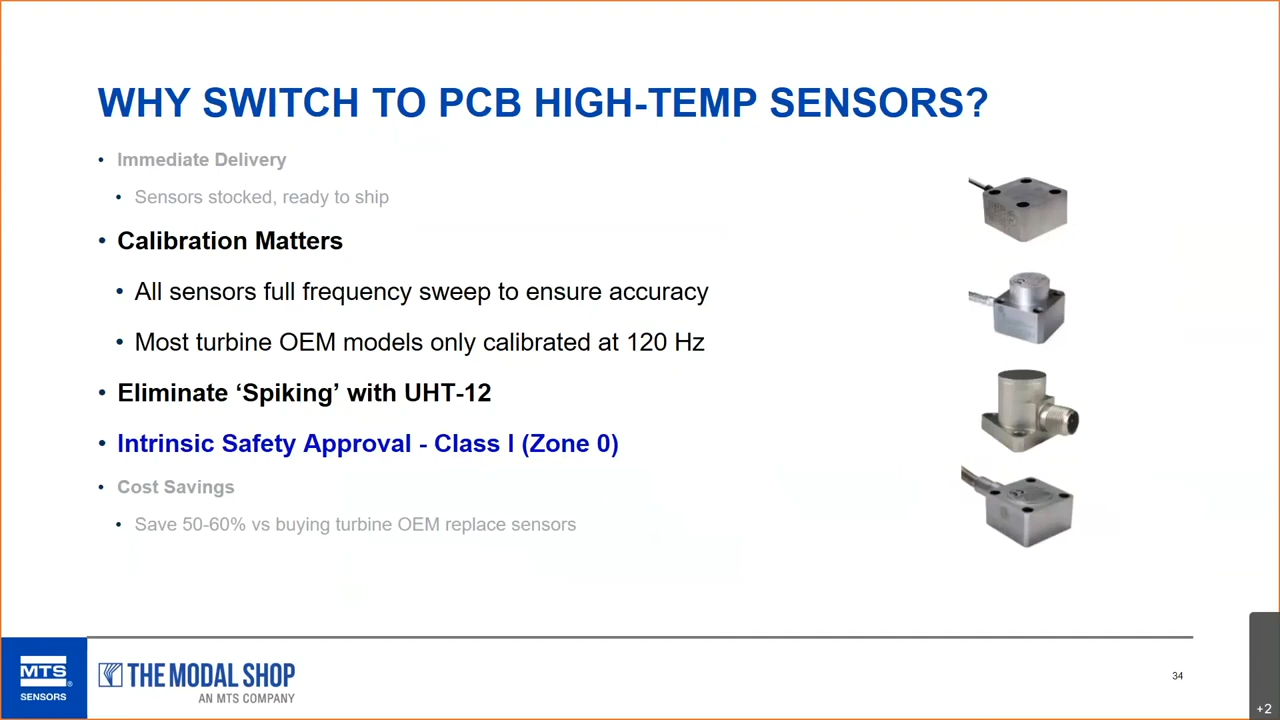 WHY SWITCH TO PCB HIGH-TEMP SENSORS?
• Immediate Delivery
• Sensors stocked, ready to ship
• Calibration Matters
• All sensors full frequency sweep to ensure accuracy
• Most turbine OEM models only calibrated at 120 Hz
• Eliminate ‘Spiking’ with UHT-12
• Intrinsic Safety Approval - Class I (Zone 0)
• Cost Savings
• Save 50-60% vs buying turbine OEM replace sensors
MTS®
SENSORS
THE MODAL SHOP
AN MTS COMPANY
34
+2